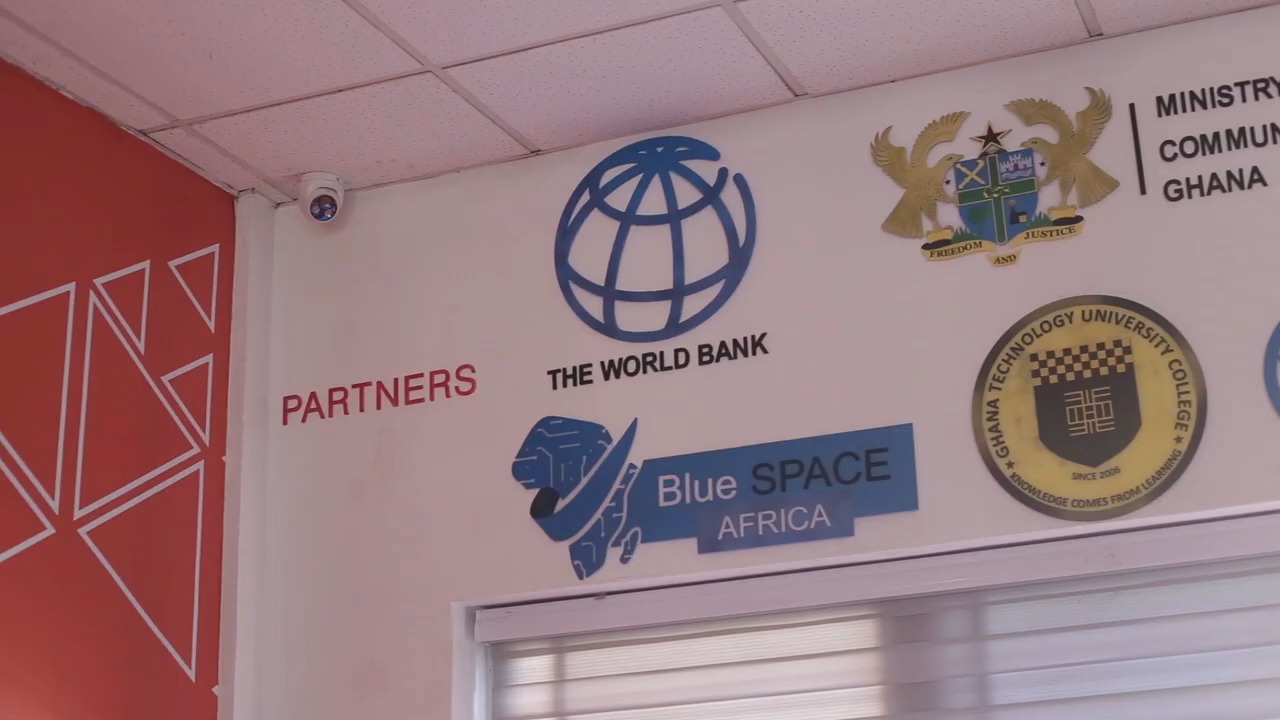 PARTNERS
THE WORLD BANK
Blue SPACE
AFRICA
FREEDOM AND JUSTICE
MINISTRY
GHANA
GHANA TECHNOLOGY UNIVERSITY COLLEGE
SINCE 2006
KNOWLEDGE COMES FROM LEARNING